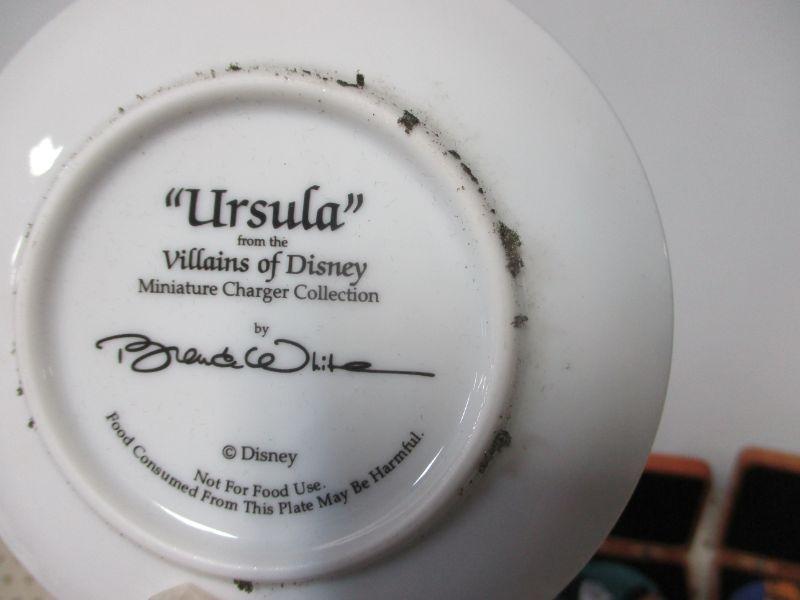 “Ursula”
from the
Villains of Disney
Miniature Charger Collection
by
Brenda White
© Disney
Not For Food Use.
Food Consumed From This Plate May Be Harmful.